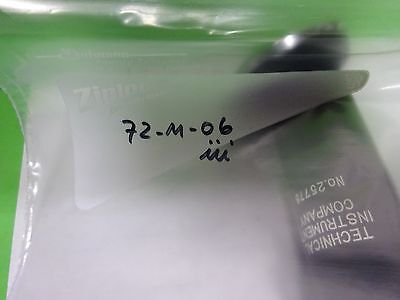 Ziploc
72-M-06
iii
TECHNICAL
INSTRUMENT
COMPANY
No.25778